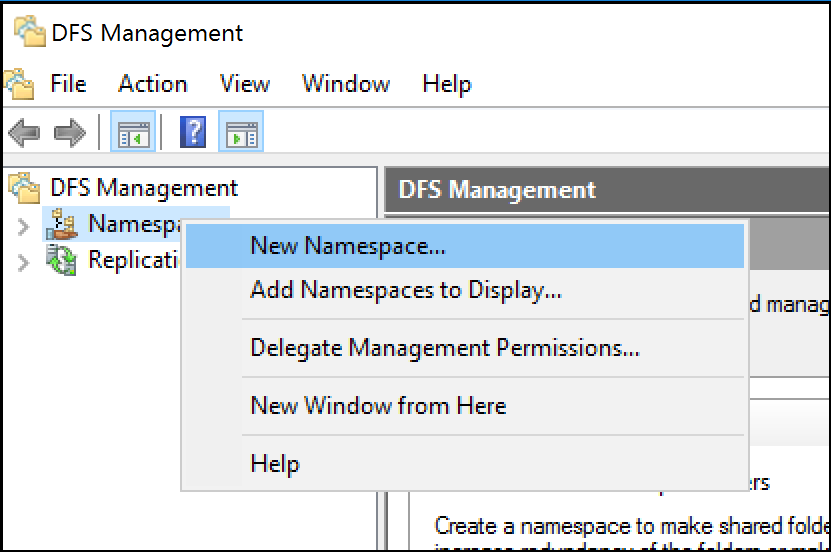 DFS Management
File Action View Window Help
DFS Management
DFS Management
Namespa
New Namespace...
Replicati
Add Namespaces to Display...
d manag
Delegate Management Permissions...
New Window from Here
Help
ers
Create a namespace to make shared folde